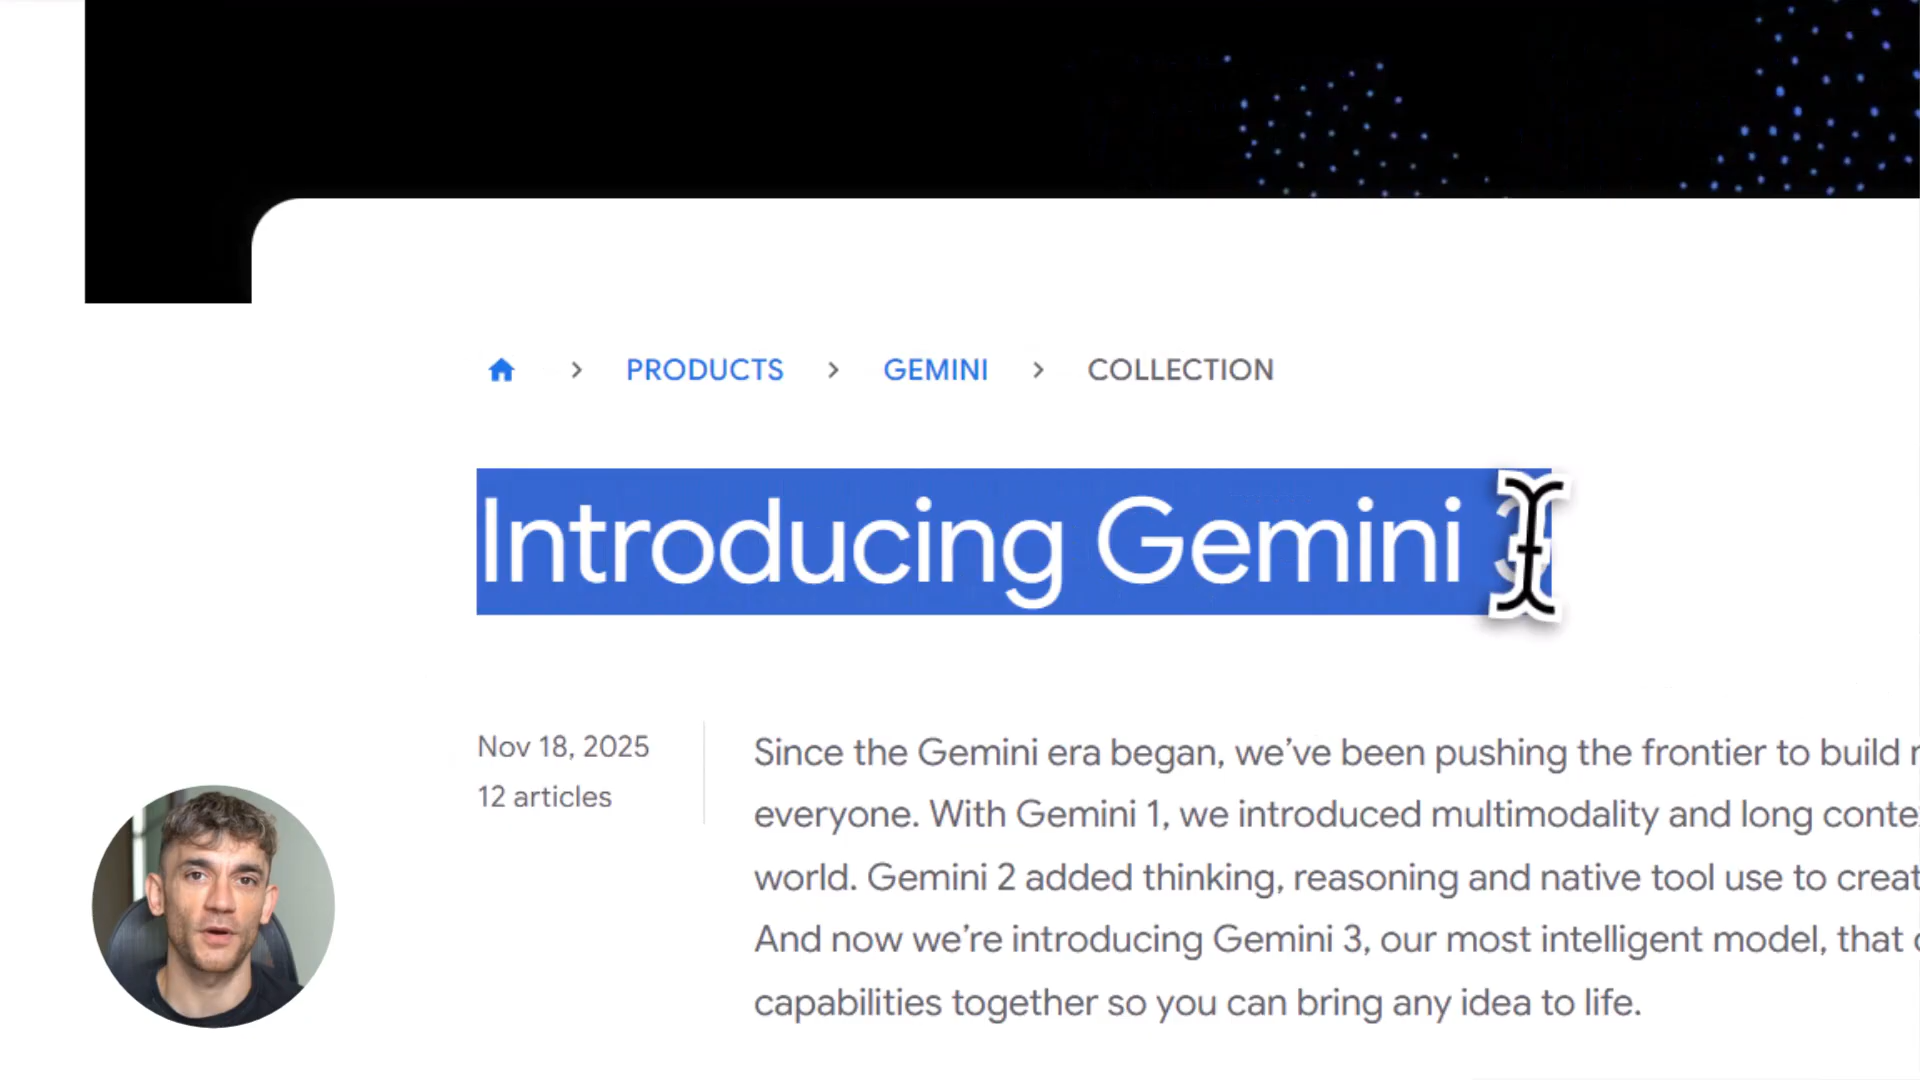 PRODUCTS > GEMINI > COLLECTION
Introducing Gemini 3
Nov 18, 2025
12 articles
Since the Gemini era began, we've been pushing the frontier to build
everyone. With Gemini 1, we introduced multimodality and long
world. Gemini 2 added thinking, reasoning and native tool use to
And now we're introducing Gemini 3, our most intelligent model, that
capabilities together so you can bring any idea to life.